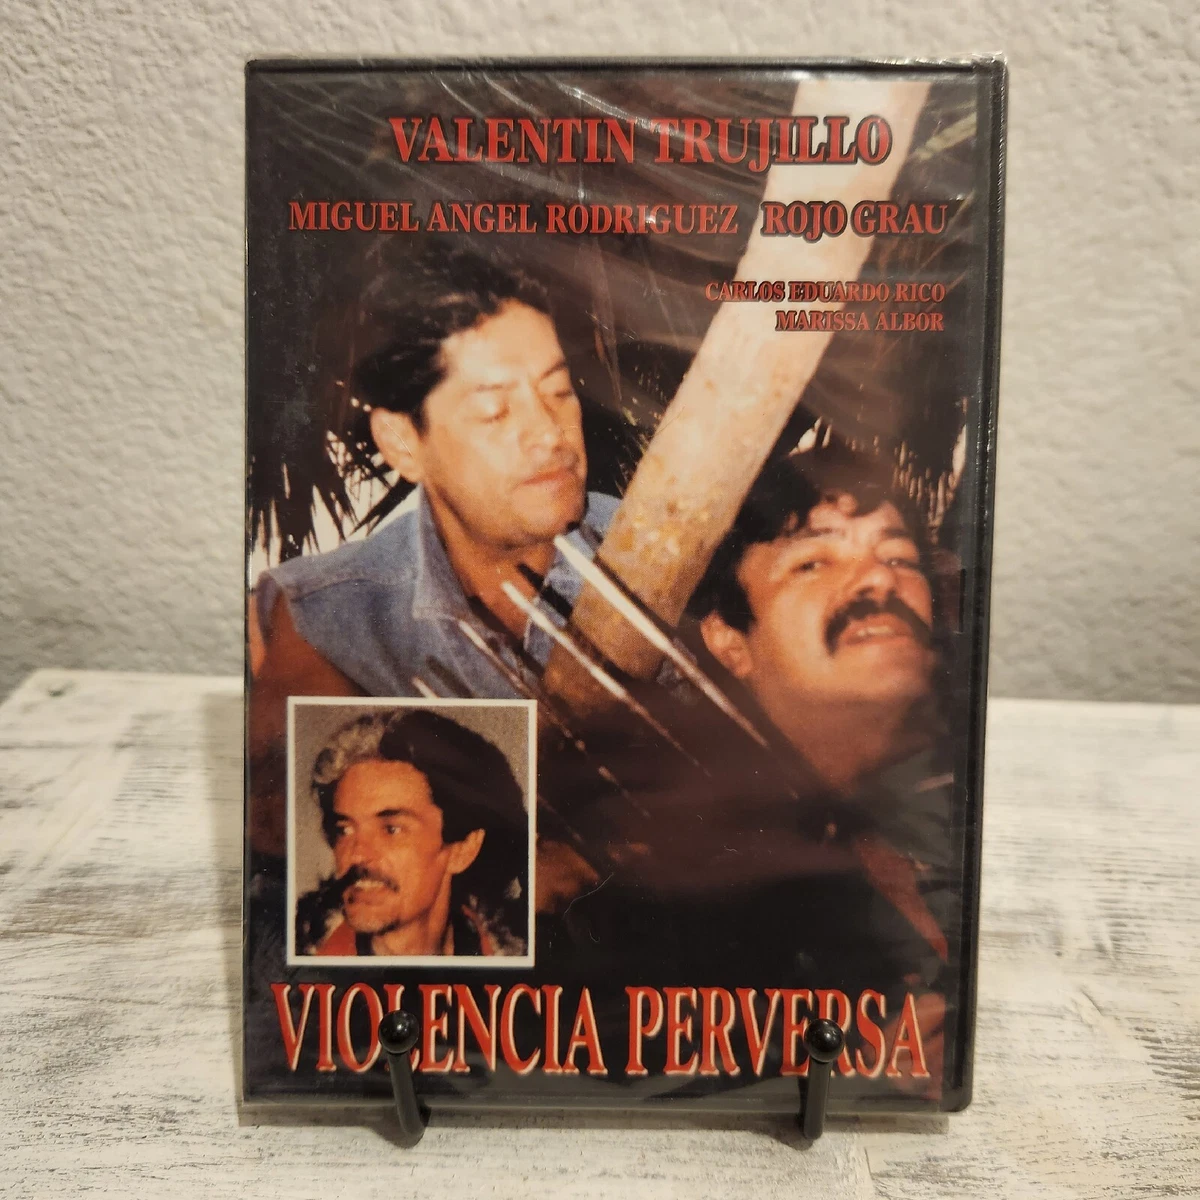 VALENTIN TRUJILLO
MIGUEL ANGEL RODRIGUEZ ROJO GRAU
CARLOS EDUARDO RICO
MARISSA ALBOR
VIOLENCIA PERVERSA